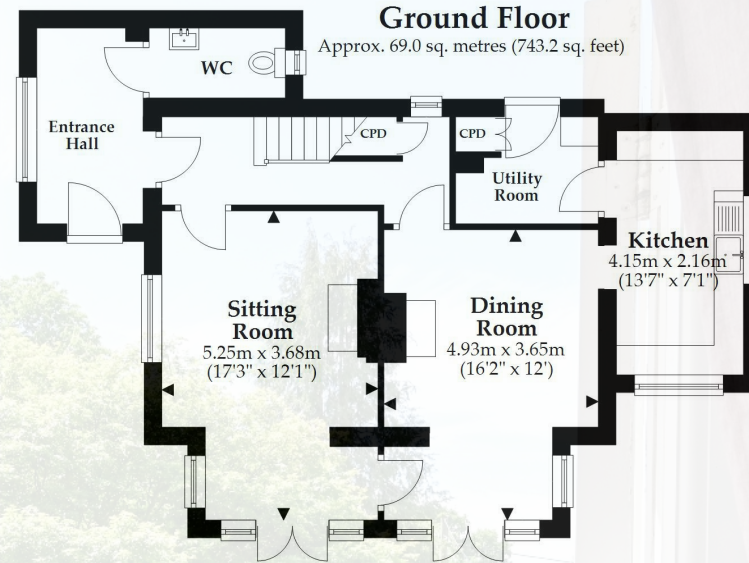 Ground Floor
Approx. 69.0 sq. metres (743.2 sq. feet)
WC
Entrance
Hall
CPD
CPD
Utility
Room
Kitchen
4.15m x 2.16m
(13'7" x 7'1")
Sitting
Room
5.25m x 3.68m
(17'3" x 12'1")
Dining
Room
4.93m x 3.65m
(16'2" x 12')